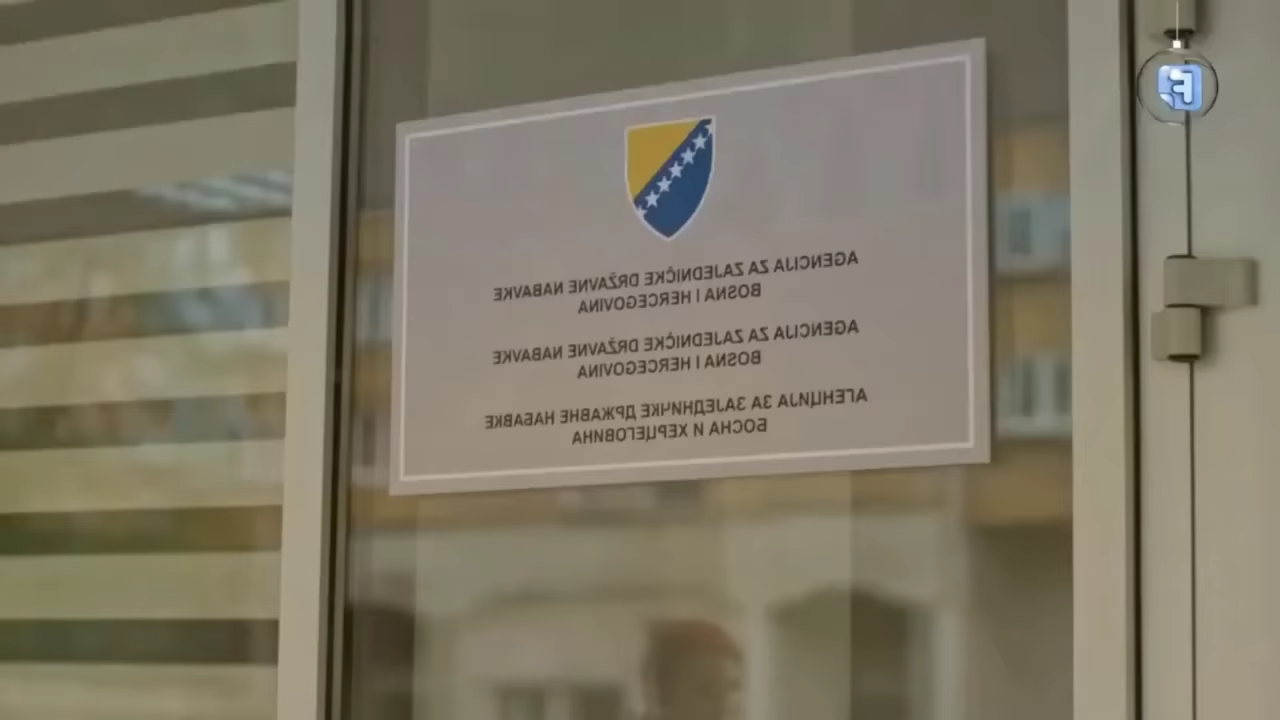 AGENCIJA ZA ZAJEDNIČKE DRŽAVNE NABAVKE
BOSNA I HERCEGOVINA
AGENCIJA ZA ZAJEDNIČKE DRŽAVNE NABAVKE
BOSNA I HERCEGOVINA
АГЕНЦИЈА ЗА ЗАЈЕДНИЧКЕ ДРЖАВНЕ НАБАВКЕ
БОСНА И ХЕРЦЕГОВИНА